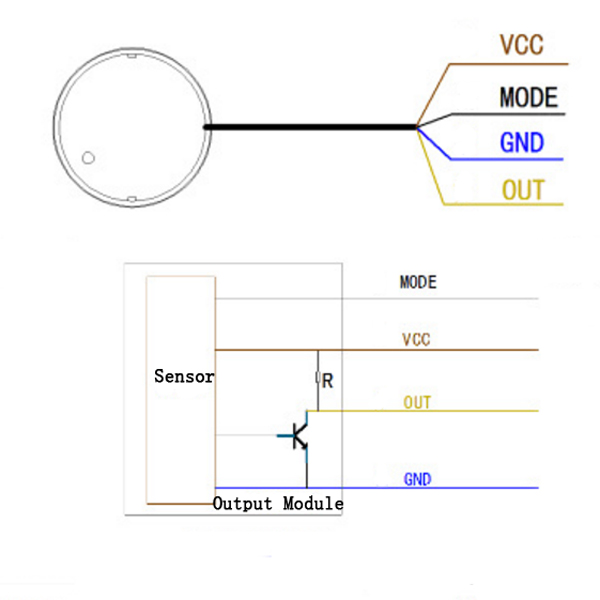 VCC
MODE
GND
OUT
MODE
VCC
Sensor
R
OUT
GND
Output Module